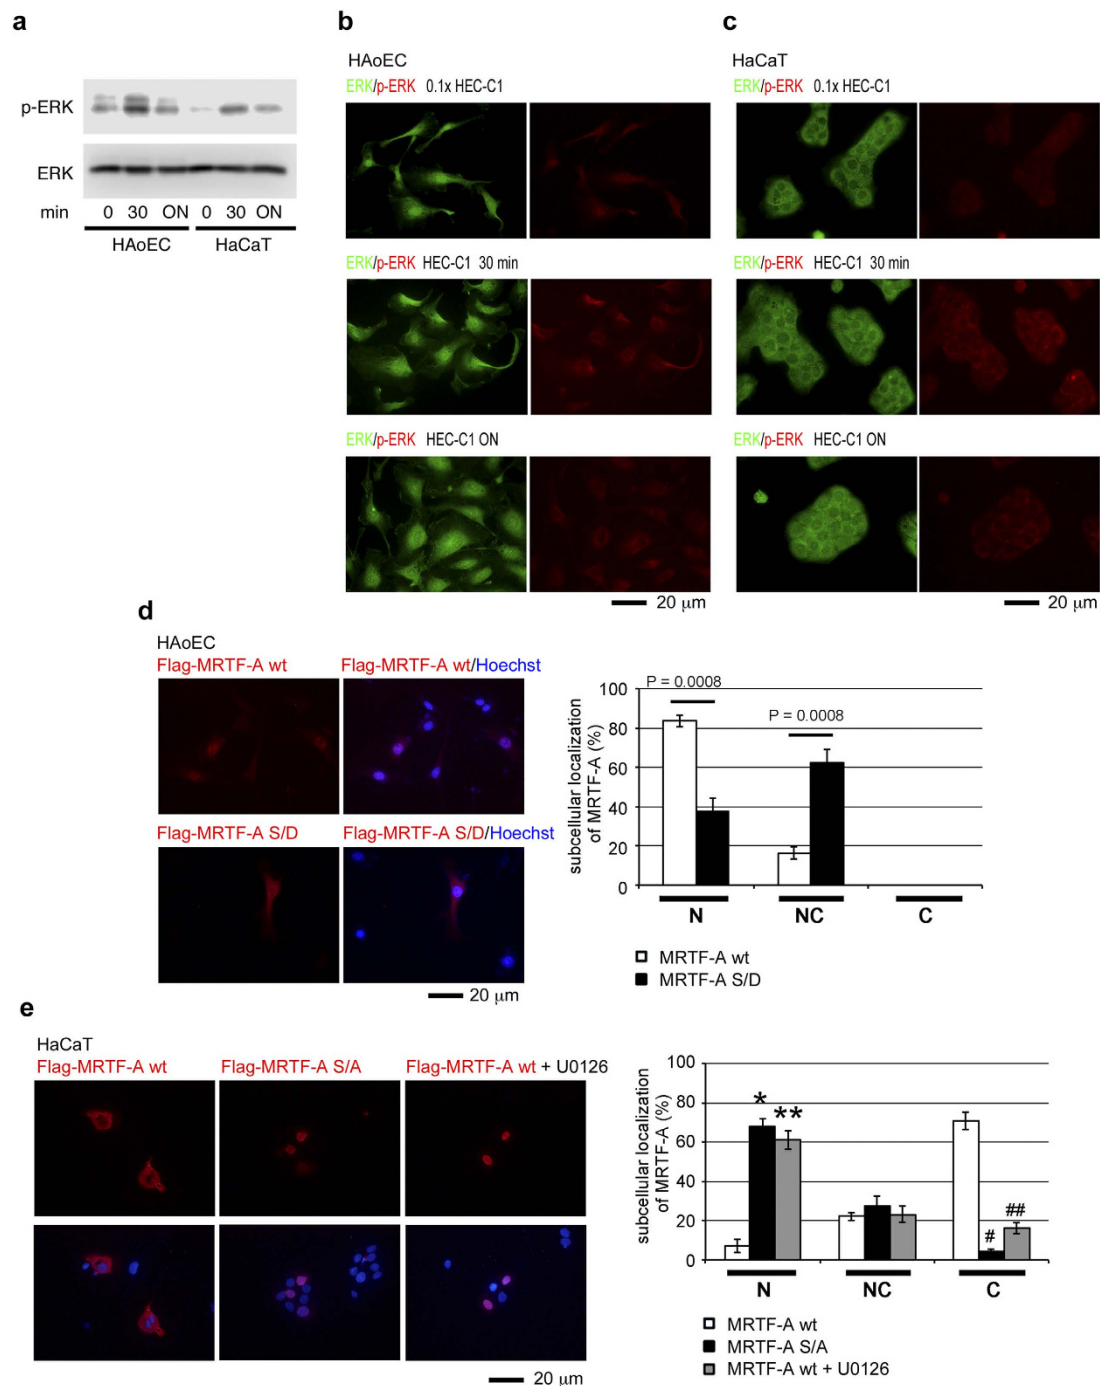 a
p-ERK
ERK
min 0 30 ON 0 30 ON
HAoEC HaCaT
b
HAoEC
ERK/p-ERK 0.1x HEC-C1
ERK/p-ERK HEC-C1 30 min
ERK/p-ERK HEC-C1 ON
20 μm
c
HaCaT
ERK/p-ERK 0.1x HEC-C1
ERK/p-ERK HEC-C1 30 min
ERK/p-ERK HEC-C1 ON
20 μm
d
HAoEC
Flag-MRTF-A wt Flag-MRTF-A wt/Hoechst
Flag-MRTF-A S/D Flag-MRTF-A S/D/Hoechst
20 μm
subcellular localization
of MRTF-A (%)
100
80
60
40
20
0
P = 0.0008
P = 0.0008
N NC C
MRTF-A wt
MRTF-A S/D
e
HaCaT
Flag-MRTF-A wt Flag-MRTF-A S/A Flag-MRTF-A wt + U0126
20 μm
subcellular localization
of MRTF-A (%)
100
80
60
40
20
0
* **
# ##
N NC C
MRTF-A wt
MRTF-A S/A
MRTF-A wt + U0126